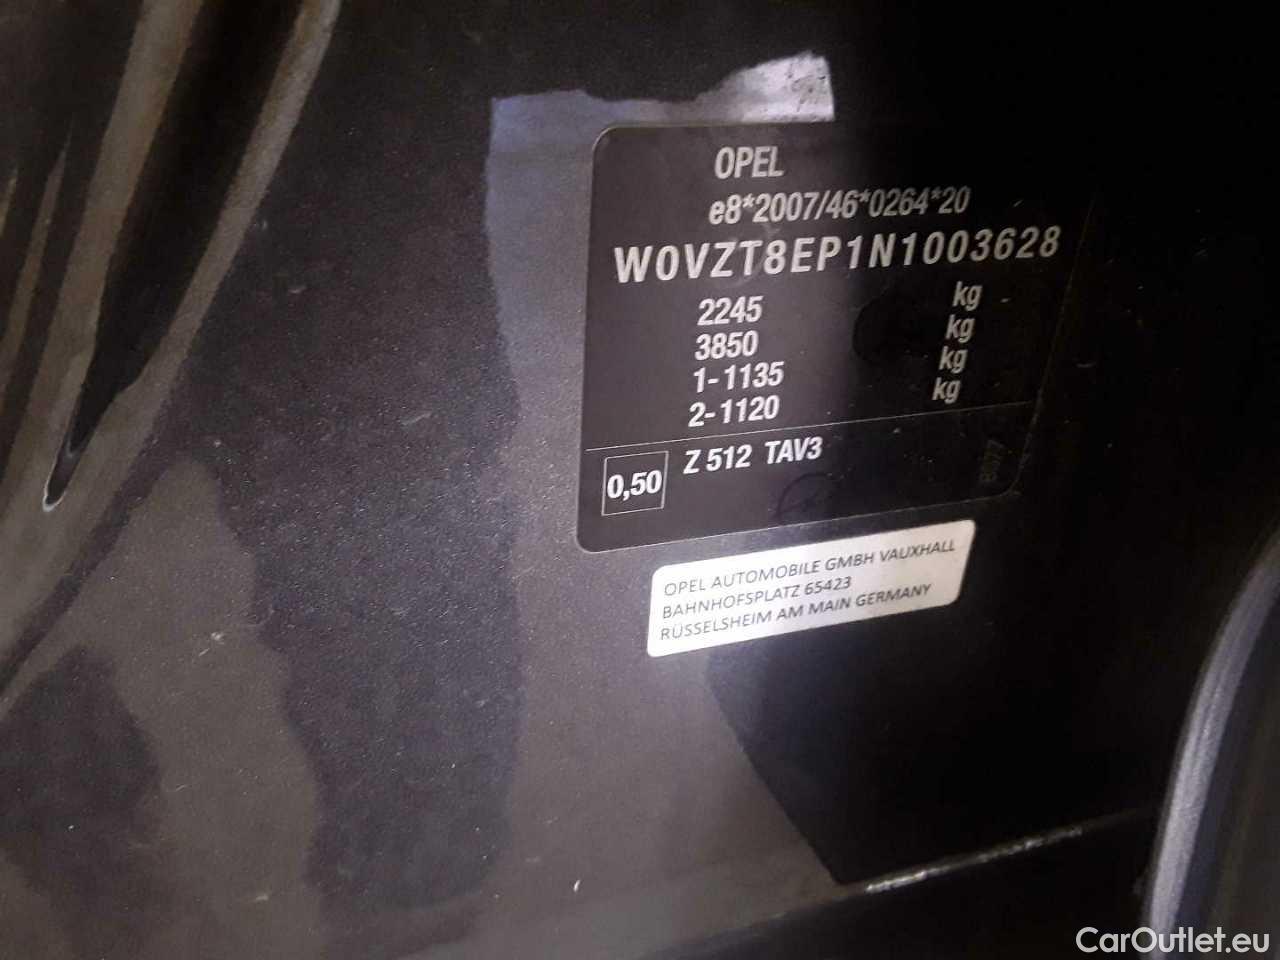 OPEL
e8*2007/46*0264*20
W0VZT8EP1N1003628
2245 kg
3850 kg
1-1135 kg
2-1120 kg
0,50 Z 512 TAV3
OPEL AUTOMOBILE GMBH VAUXHALL
BAHNHOFSPLATZ 65423
RÜSSELSHEIM AM MAIN GERMANY
CarOutlet.eu